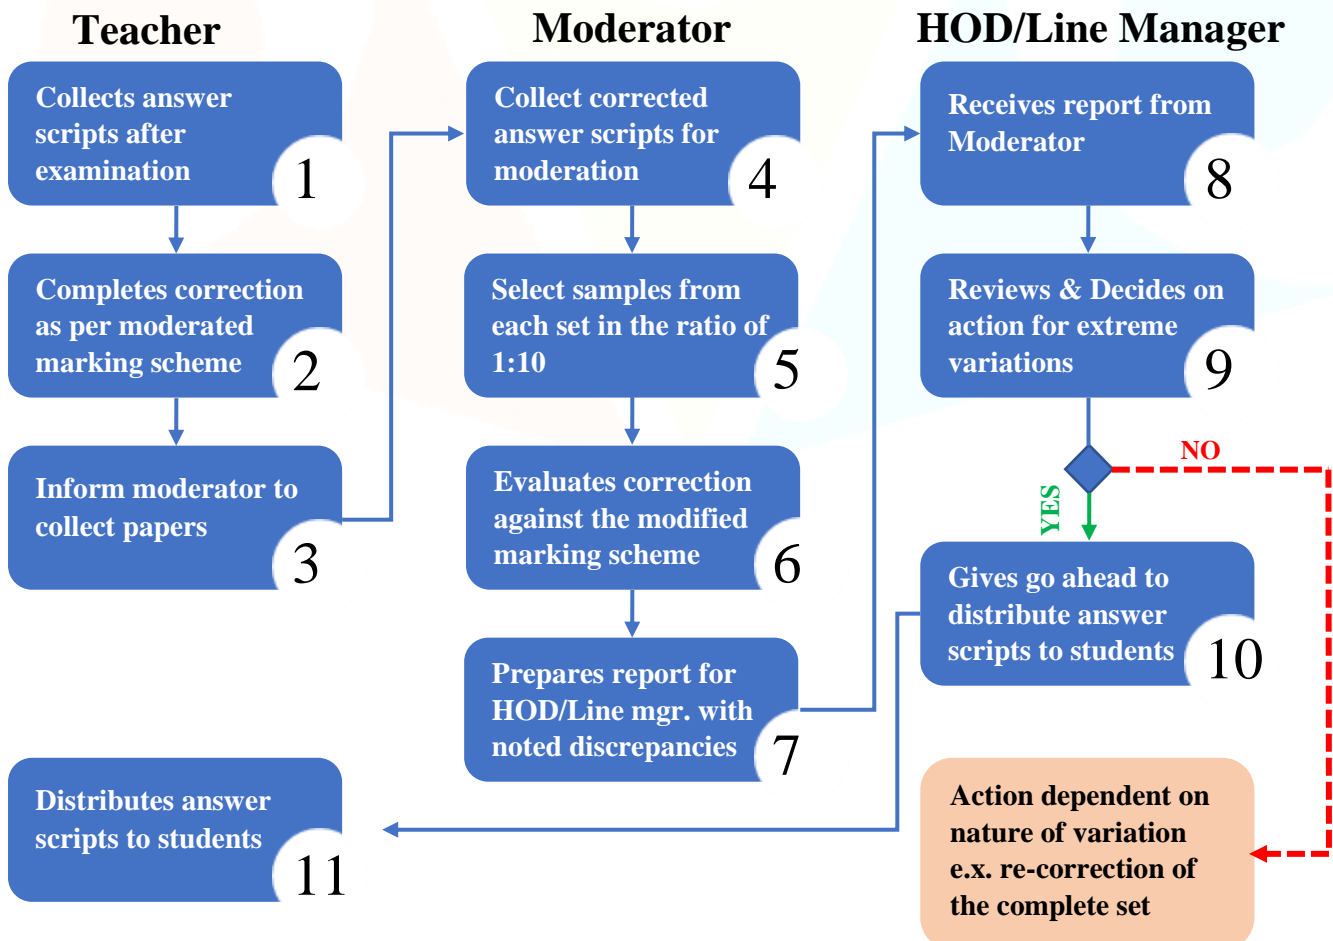 Teacher
Collects answer
scripts after
examination
1
Completes correction
as per moderated
marking scheme
2
Inform moderator to
collect papers
3
Distributes answer
scripts to students
11
Moderator
Collect corrected
answer scripts for
moderation
4
Select samples from
each set in the ratio of
1:10
5
Evaluates correction
against the modified
marking scheme
6
Prepares report for
HOD/Line mgr. with
noted discrepancies
7
HOD/Line Manager
Receives report from
Moderator
8
Reviews & Decides on
action for extreme
variations
9
NO
YES
Gives go ahead to
distribute answer
scripts to students
10
Action dependent on
nature of variation
e.x. re-correction of
the complete set